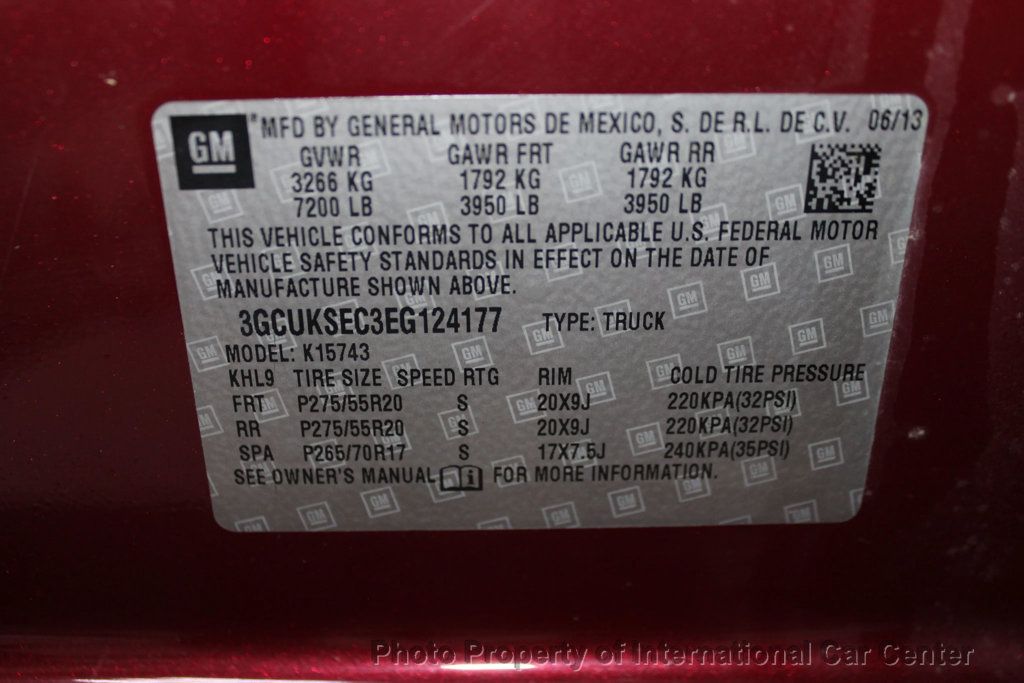 GM
MFD BY GENERAL MOTORS DE MEXICO, S. DE R.L. DE C.V. 06/13
GVWR GAWR FRT GAWR RR
3266 KG 1792 KG 1792 KG
7200 LB 3950 LB 3950 LB
THIS VEHICLE CONFORMS TO ALL APPLICABLE U.S. FEDERAL MOTOR
VEHICLE SAFETY STANDARDS IN EFFECT ON THE DATE OF
MANUFACTURE SHOWN ABOVE.
3GCUKSEC3EG124177 TYPE: TRUCK
MODEL: K15743
KHL9 TIRE SIZE SPEED RTG RIM COLD TIRE PRESSURE
FRT P275/55R20 S 20X9J 220KPA(32PSI)
RR P275/55R20 S 20X9J 220KPA(32PSI)
SPA P265/70R17 S 17X7.5J 240KPA(35PSI)
SEE OWNER'S MANUAL FOR MORE INFORMATION.
Photo Property of International Car Center